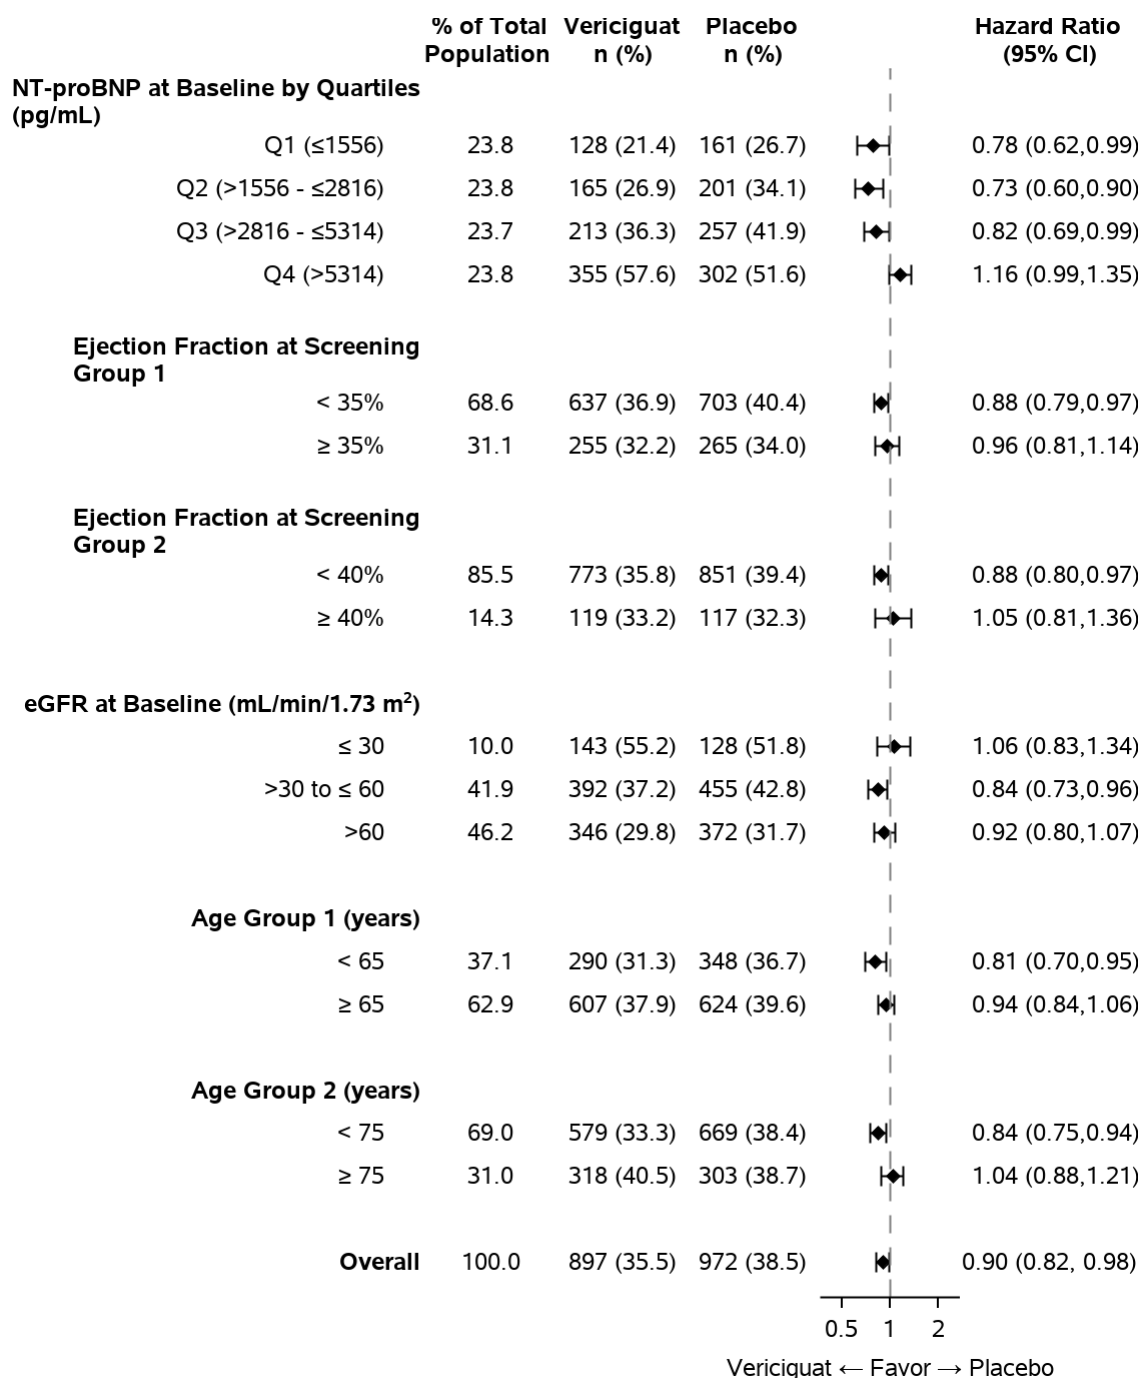 % of Total Vericiguat Placebo Hazard Ratio
Population n (%) n (%) (95% CI)
NT-proBNP at Baseline by Quartiles
(pg/mL)
Q1 (≤1556) 23.8 128 (21.4) 161 (26.7) 0.78 (0.62,0.99)
Q2 (>1556 - ≤2816) 23.8 165 (26.9) 201 (34.1) 0.73 (0.60,0.90)
Q3 (>2816 - ≤5314) 23.7 213 (36.3) 257 (41.9) 0.82 (0.69,0.99)
Q4 (>5314) 23.8 355 (57.6) 302 (51.6) 1.16 (0.99,1.35)
Ejection Fraction at Screening
Group 1
< 35% 68.6 637 (36.9) 703 (40.4) 0.88 (0.79,0.97)
≥ 35% 31.1 255 (32.2) 265 (34.0) 0.96 (0.81,1.14)
Ejection Fraction at Screening
Group 2
< 40% 85.5 773 (35.8) 851 (39.4) 0.88 (0.80,0.97)
≥ 40% 14.3 119 (33.2) 117 (32.3) 1.05 (0.81,1.36)
eGFR at Baseline (mL/min/1.73 m²)
≤ 30 10.0 143 (55.2) 128 (51.8) 1.06 (0.83,1.34)
>30 to ≤ 60 41.9 392 (37.2) 455 (42.8) 0.84 (0.73,0.96)
>60 46.2 346 (29.8) 372 (31.7) 0.92 (0.80,1.07)
Age Group 1 (years)
< 65 37.1 290 (31.3) 348 (36.7) 0.81 (0.70,0.95)
≥ 65 62.9 607 (37.9) 624 (39.6) 0.94 (0.84,1.06)
Age Group 2 (years)
< 75 69.0 579 (33.3) 669 (38.4) 0.84 (0.75,0.94)
≥ 75 31.0 318 (40.5) 303 (38.7) 1.04 (0.88,1.21)
Overall 100.0 897 (35.5) 972 (38.5) 0.90 (0.82, 0.98)
0.5 1 2
Vericiguat ← Favor → Placebo